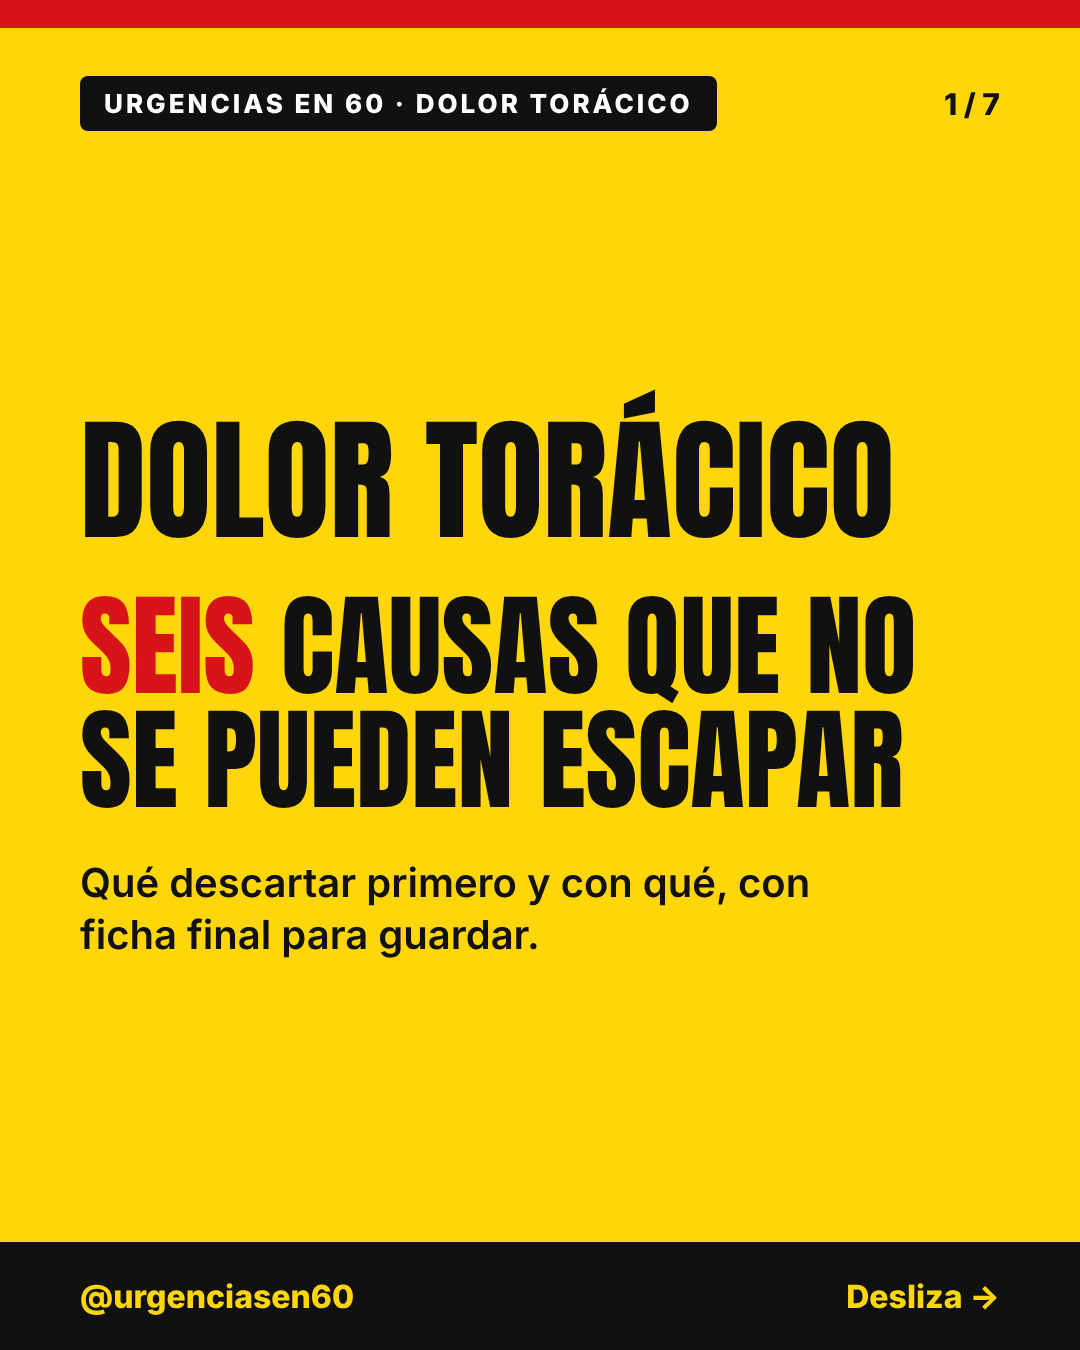 URGENCIAS EN 60 · DOLOR TORÁCICO
1/7
DOLOR TORÁCICO
SEIS CAUSAS QUE NO
SE PUEDEN ESCAPAR
Qué descartar primero y con qué, con
ficha final para guardar.
@urgenciasen60
Desliza →